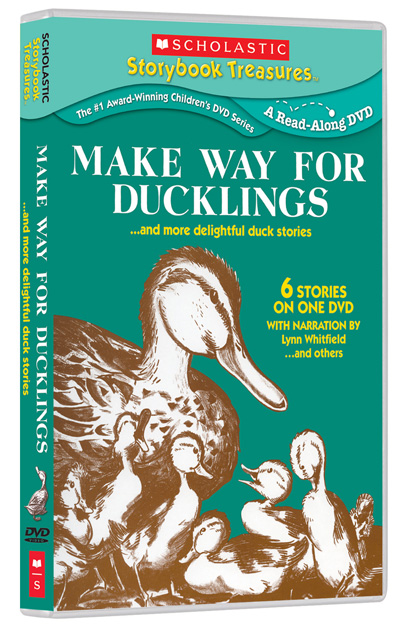 SCHOLASTIC
Storybook Treasures™
The #1 Award-Winning Children's DVD Series
A Read-Along DVD
MAKE WAY FOR
DUCKLINGS
...and more delightful duck stories
6 STORIES
ON ONE DVD
WITH NARRATION BY
Lynn Whitfield
...and others
SCHOLASTIC
Storybook
Treasures™
MAKE WAY FOR DUCKLINGS
...and more delightful duck stories
DVD
S